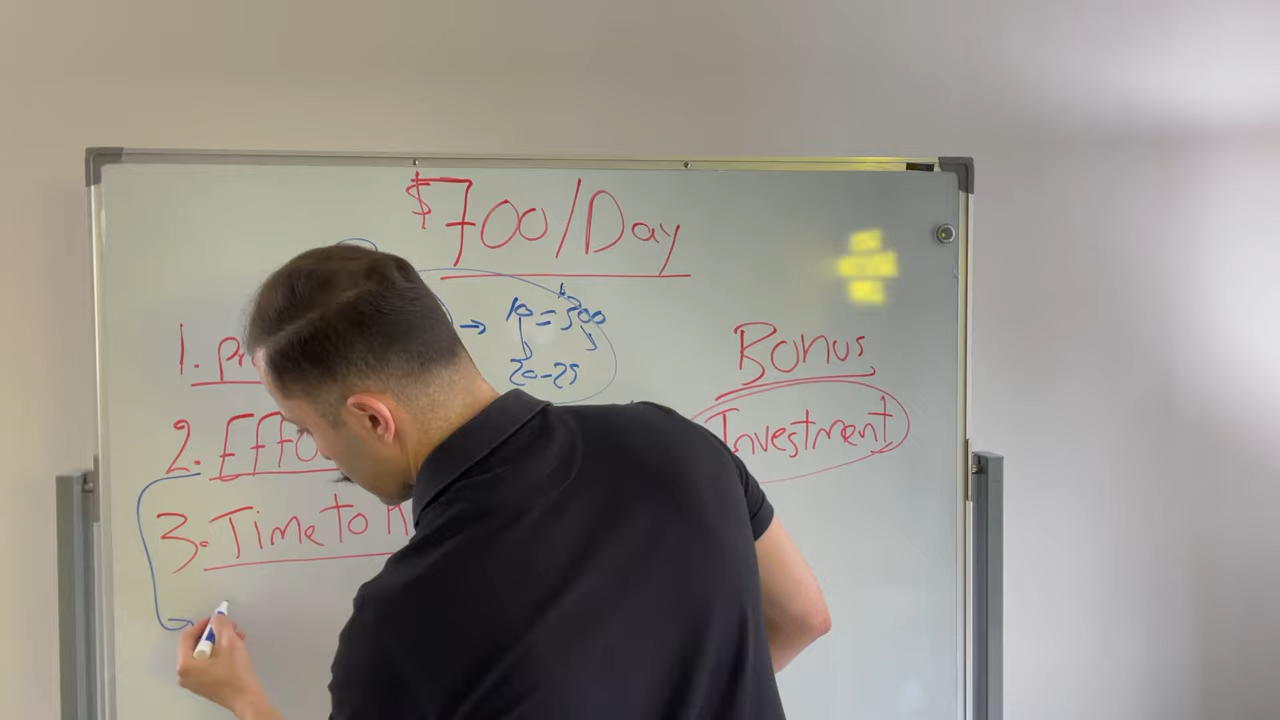 $700/Day
→ 10 = $300
20-25
1. Pr
2. Effo
3. Time to
Bonus
Investment